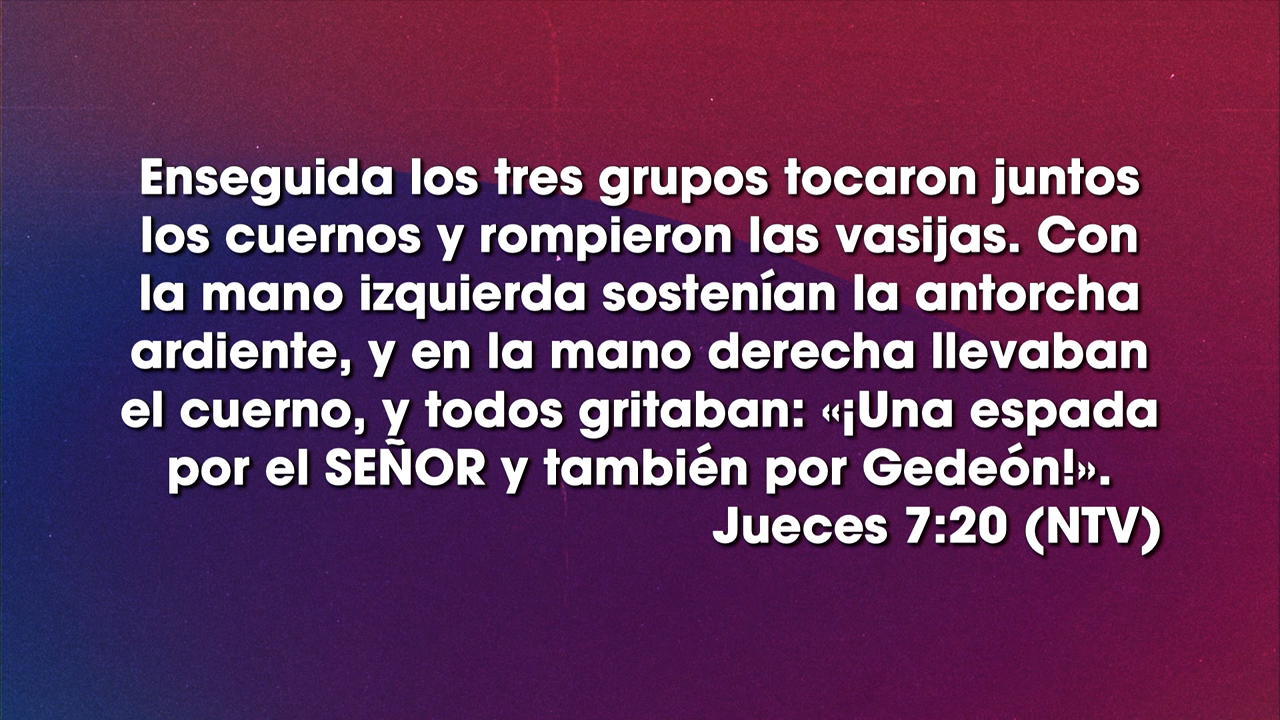 Enseguida los tres grupos tocaron juntos
los cuernos y rompieron las vasijas. Con
la mano izquierda sostenían la antorcha
ardiente, y en la mano derecha llevaban
el cuerno, y todos gritaban: «¡Una espada
por el SEÑOR y también por Gedeón!».
Jueces 7:20 (NTV)